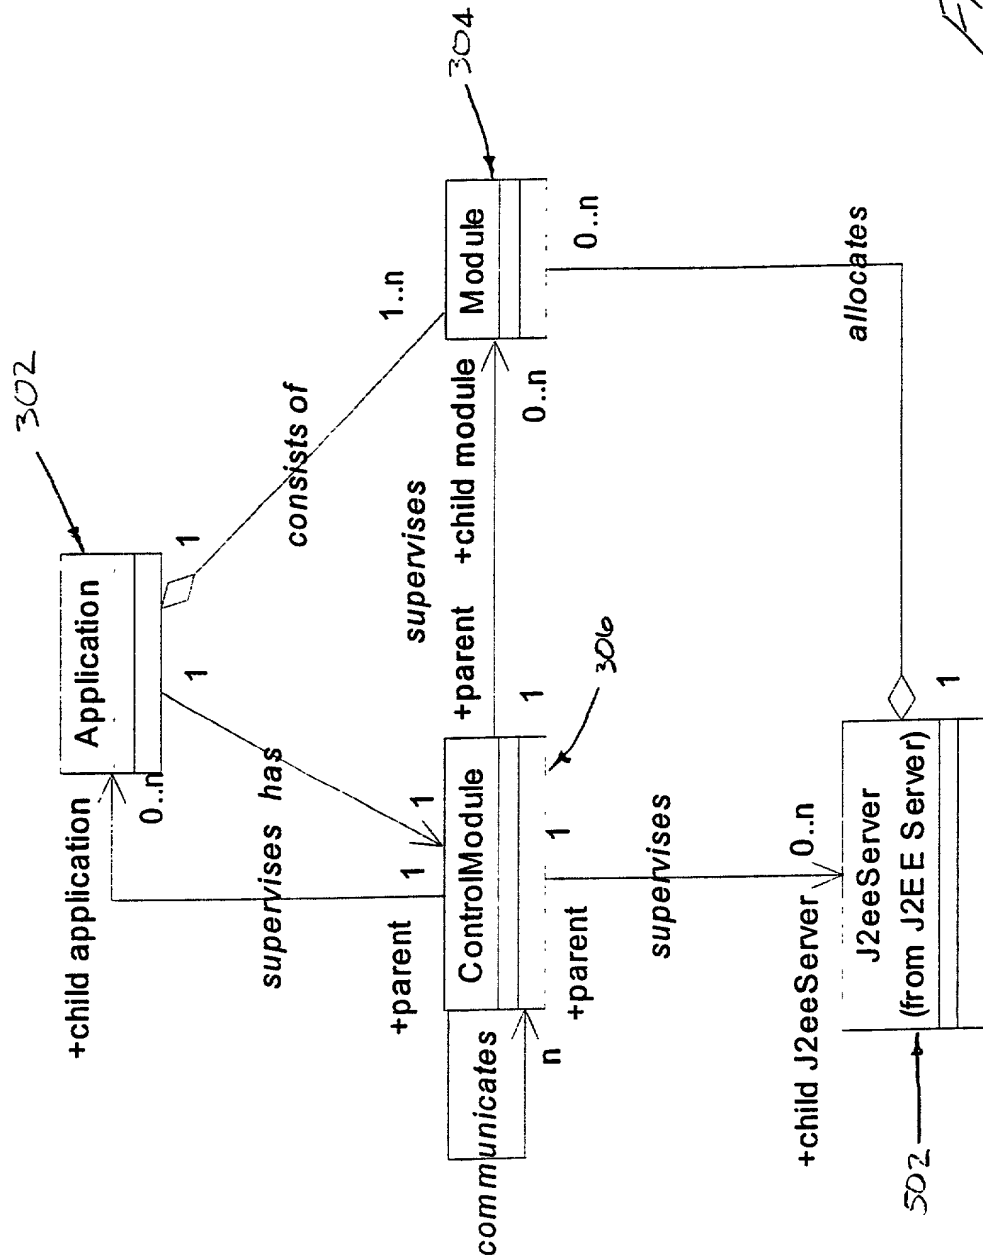 302
Application
1
1
+child application
0..n
consists of
1..n
304
Module
0..n
supervises
has
+parent
1
1
ControlModule
communicates
n
supervises
+parent
+child module
1
0..n
306
+parent
1
supervises
+child J2eeServer
0..n
allocates
1
J2eeServer
(from J2EE Server)
502